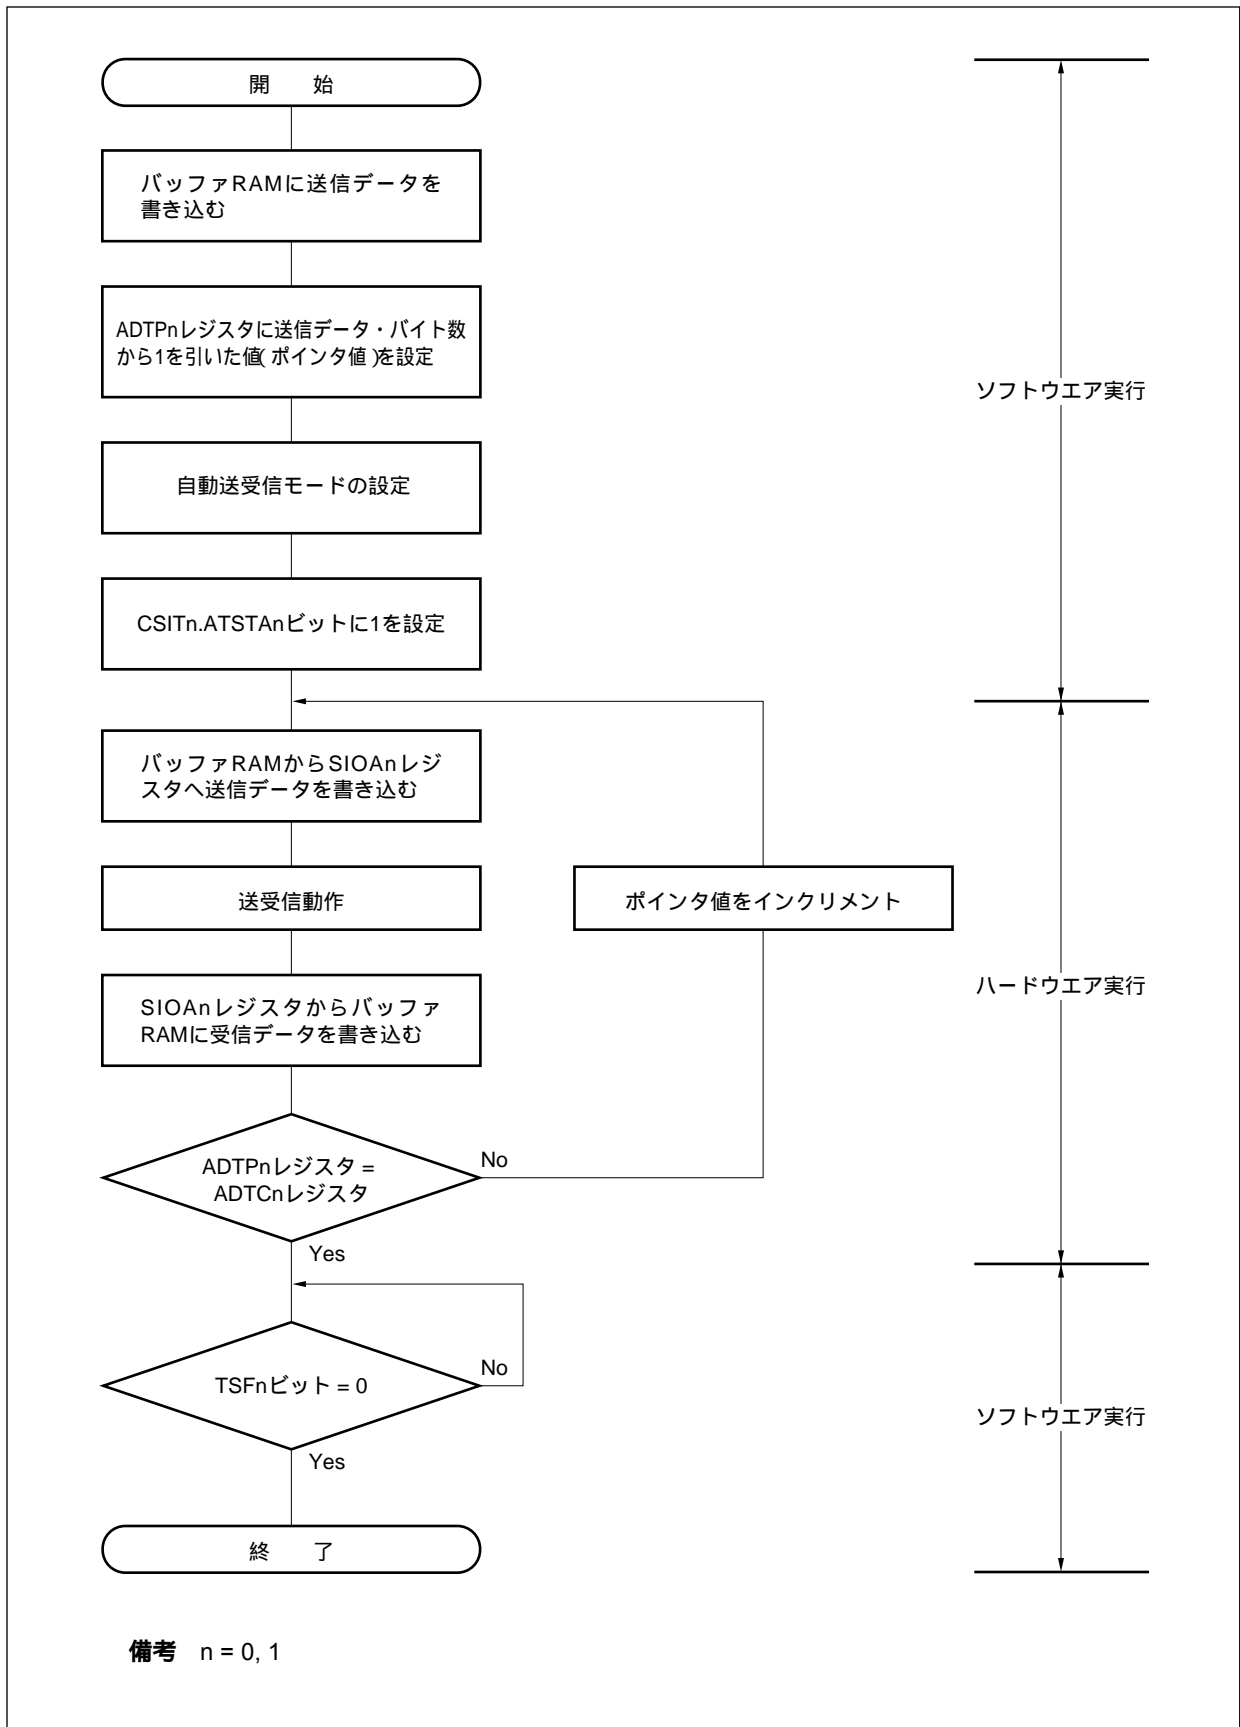 開　始
バッファRAMに送信データを
書き込む
ADTPnレジスタに送信データ・バイト数
から1を引いた値(ポインタ値)を設定
ソフトウエア実行
自動送受信モードの設定
CSITn.ATSTAnビットに1を設定
バッファRAMからSIOAnレジ
スタへ送信データを書き込む
送受信動作
ポインタ値をインクリメント
SIOAnレジスタからバッファ
RAMに受信データを書き込む
ハードウエア実行
ADTPnレジスタ =
ADTCnレジスタ
No
Yes
TSFnビット = 0
No
Yes
ソフトウエア実行
終　了
備考　n = 0, 1